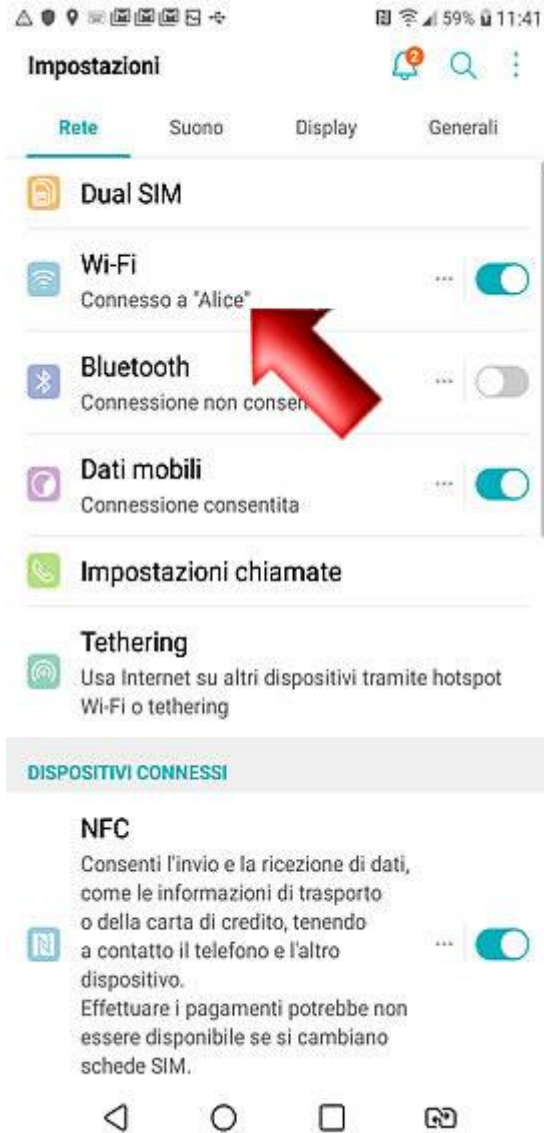 59% 11:41
Impostazioni
2
Rete Suono Display Generali
Dual SIM
Wi-Fi
Connesso a "Alice"
Bluetooth
Connessione non consen
Dati mobili
Connessione consentita
Impostazioni chiamate
Tethering
Usa Internet su altri dispositivi tramite hotspot
Wi-Fi o tethering
DISPOSITIVI CONNESSI
NFC
Consenti l'invio e la ricezione di dati,
come le informazioni di trasporto
o della carta di credito, tenendo
a contatto il telefono e l'altro
dispositivo.
Effettuare i pagamenti potrebbe non
essere disponibile se si cambiano
schede SIM.